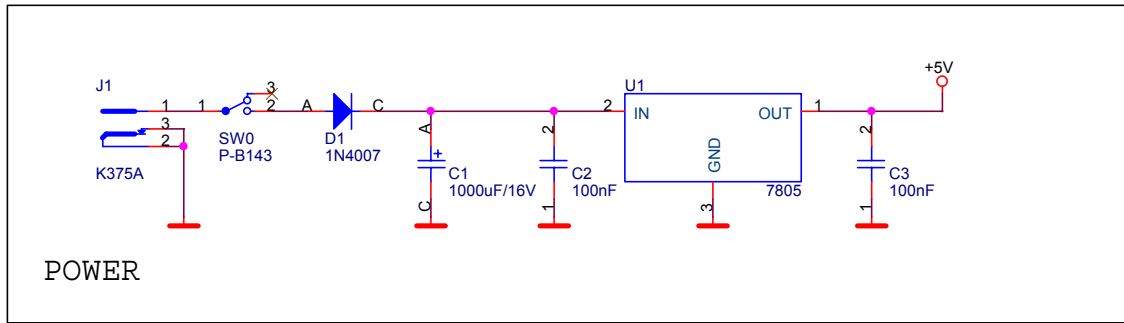 J1
1
3
2
K375A
1
3
2
SW0
P-B143
A
C
D1
1N4007
A
+
C
C1
1000uF/16V
2
1
C2
100nF
U1
2
IN
OUT
1
GND
3
7805
2
1
C3
100nF
+5V
POWER